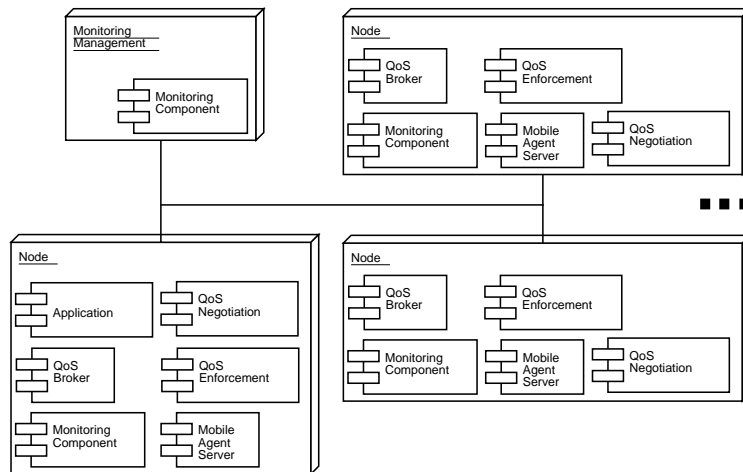 Monitoring
Management
Monitoring
Component
Node
QoS
Broker
QoS
Enforcement
Monitoring
Component
Mobile
Agent
Server
QoS
Negotiation
Node
Application
QoS
Negotiation
QoS
Broker
QoS
Enforcement
Monitoring
Component
Mobile
Agent
Server
Node
QoS
Broker
QoS
Enforcement
Monitoring
Component
Mobile
Agent
Server
QoS
Negotiation